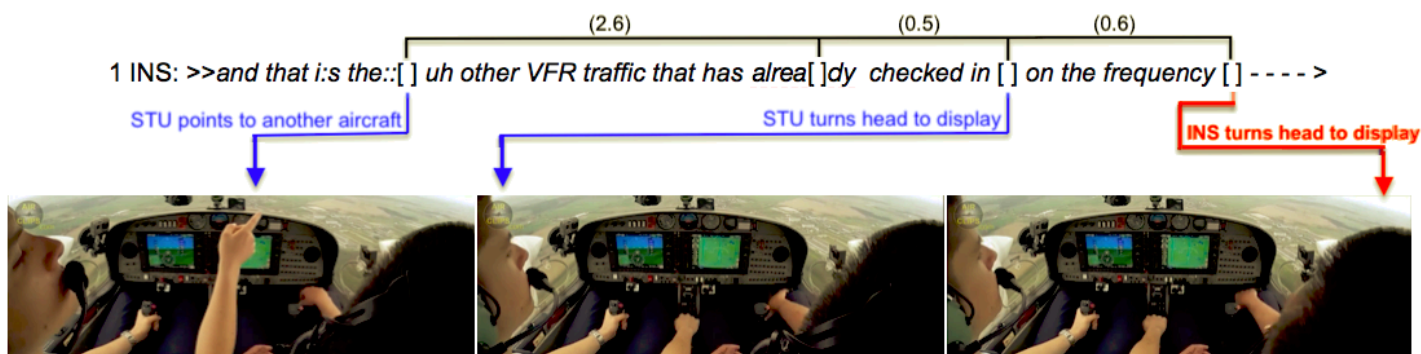 (2.6) (0.5) (0.6)
1 INS: >>and that i:s the::[ ] uh other VFR traffic that has alrea[ ]dy checked in [ ] on the frequency [ ] - - - - >
STU points to another aircraft STU turns head to display INS turns head to display